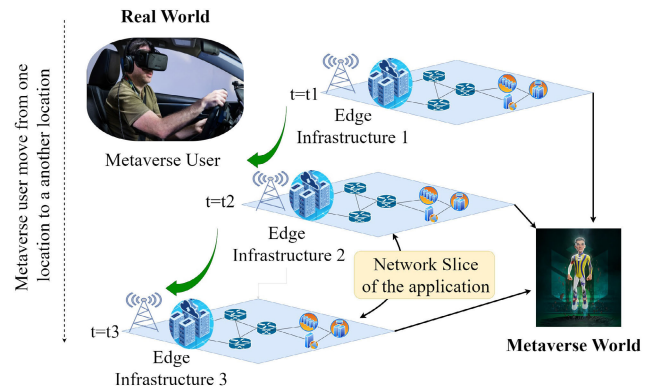 Real World
Metaverse user move from one
location to a another location
Metaverse User
t=t1
Edge
Infrastructure 1
t=t2
Edge
Infrastructure 2
Network Slice
of the application
t=t3
Edge
Infrastructure 3
Metaverse World